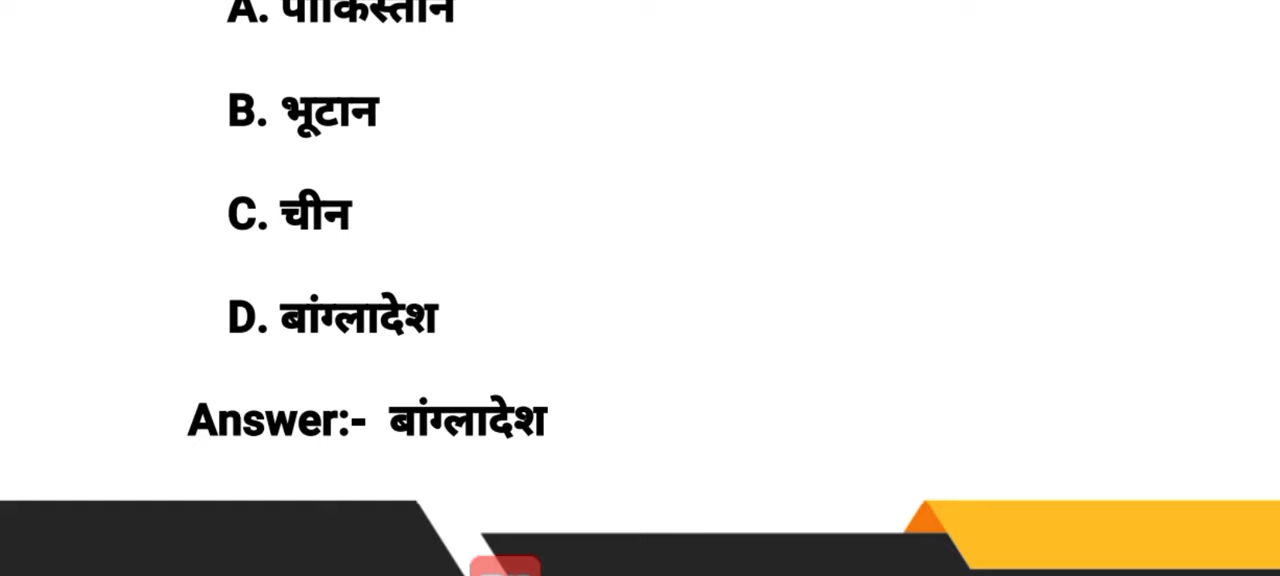 A. पाकिस्तान
B. भूटान
C. चीन
D. बांग्लादेश
Answer:- बांग्लादेश